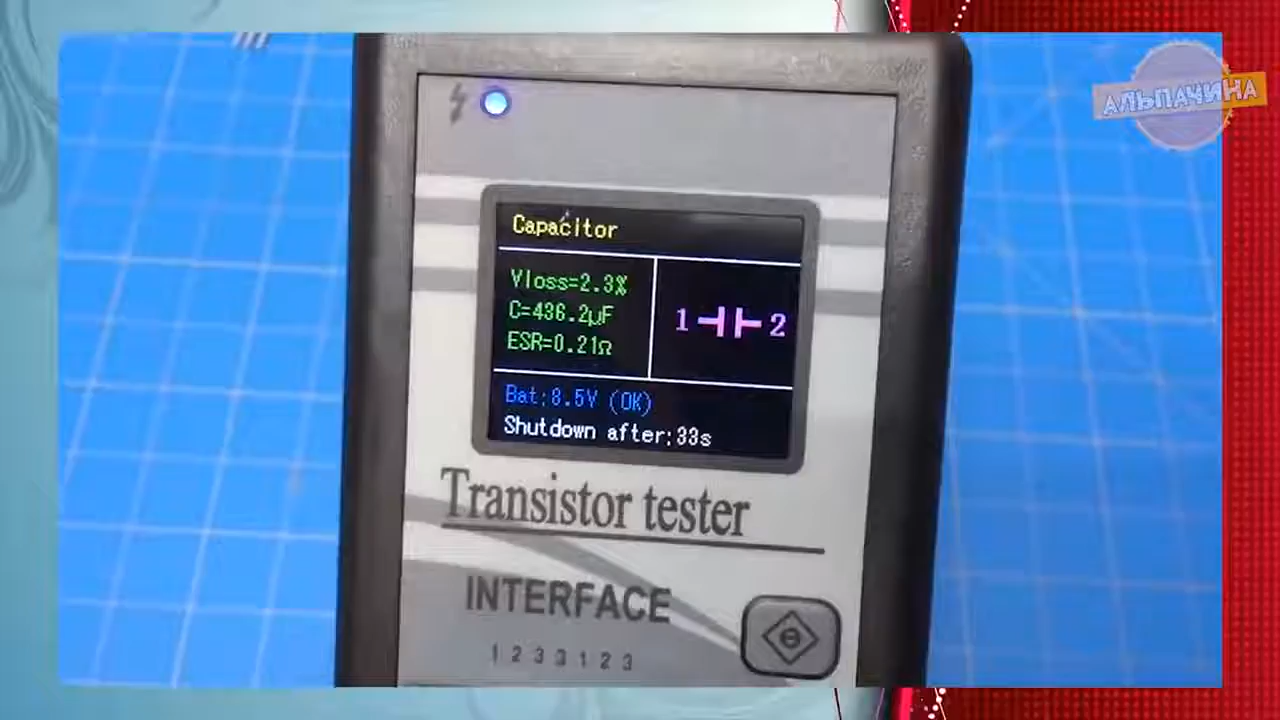 АЛЬПАЧИНА
Capacitor
Vloss=2.3%
C=436.2µF
ESR=0.21Ω
1 2
Bat:8.5V (OK)
Shutdown after:33s
Transistor tester
INTERFACE
1 2 3 3 1 2 3